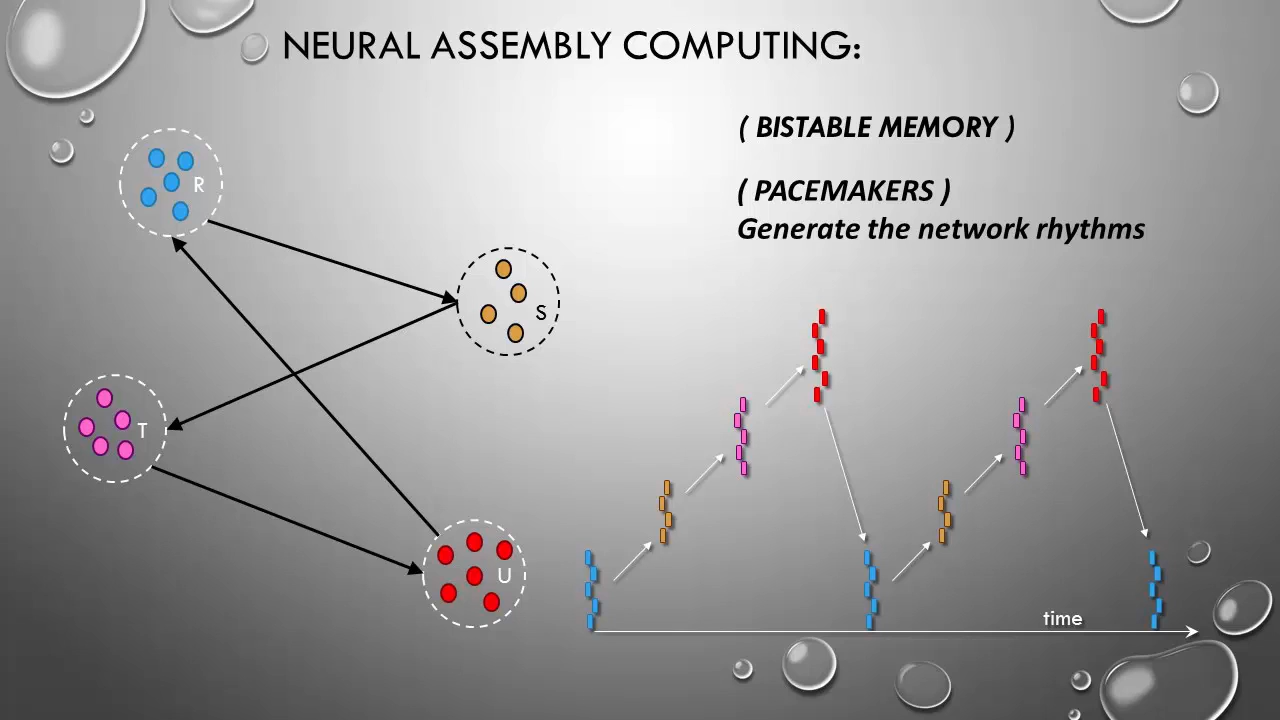 NEURAL ASSEMBLY COMPUTING:
( BISTABLE MEMORY )
( PACEMAKERS )
Generate the network rhythms
R
S
T
U
time